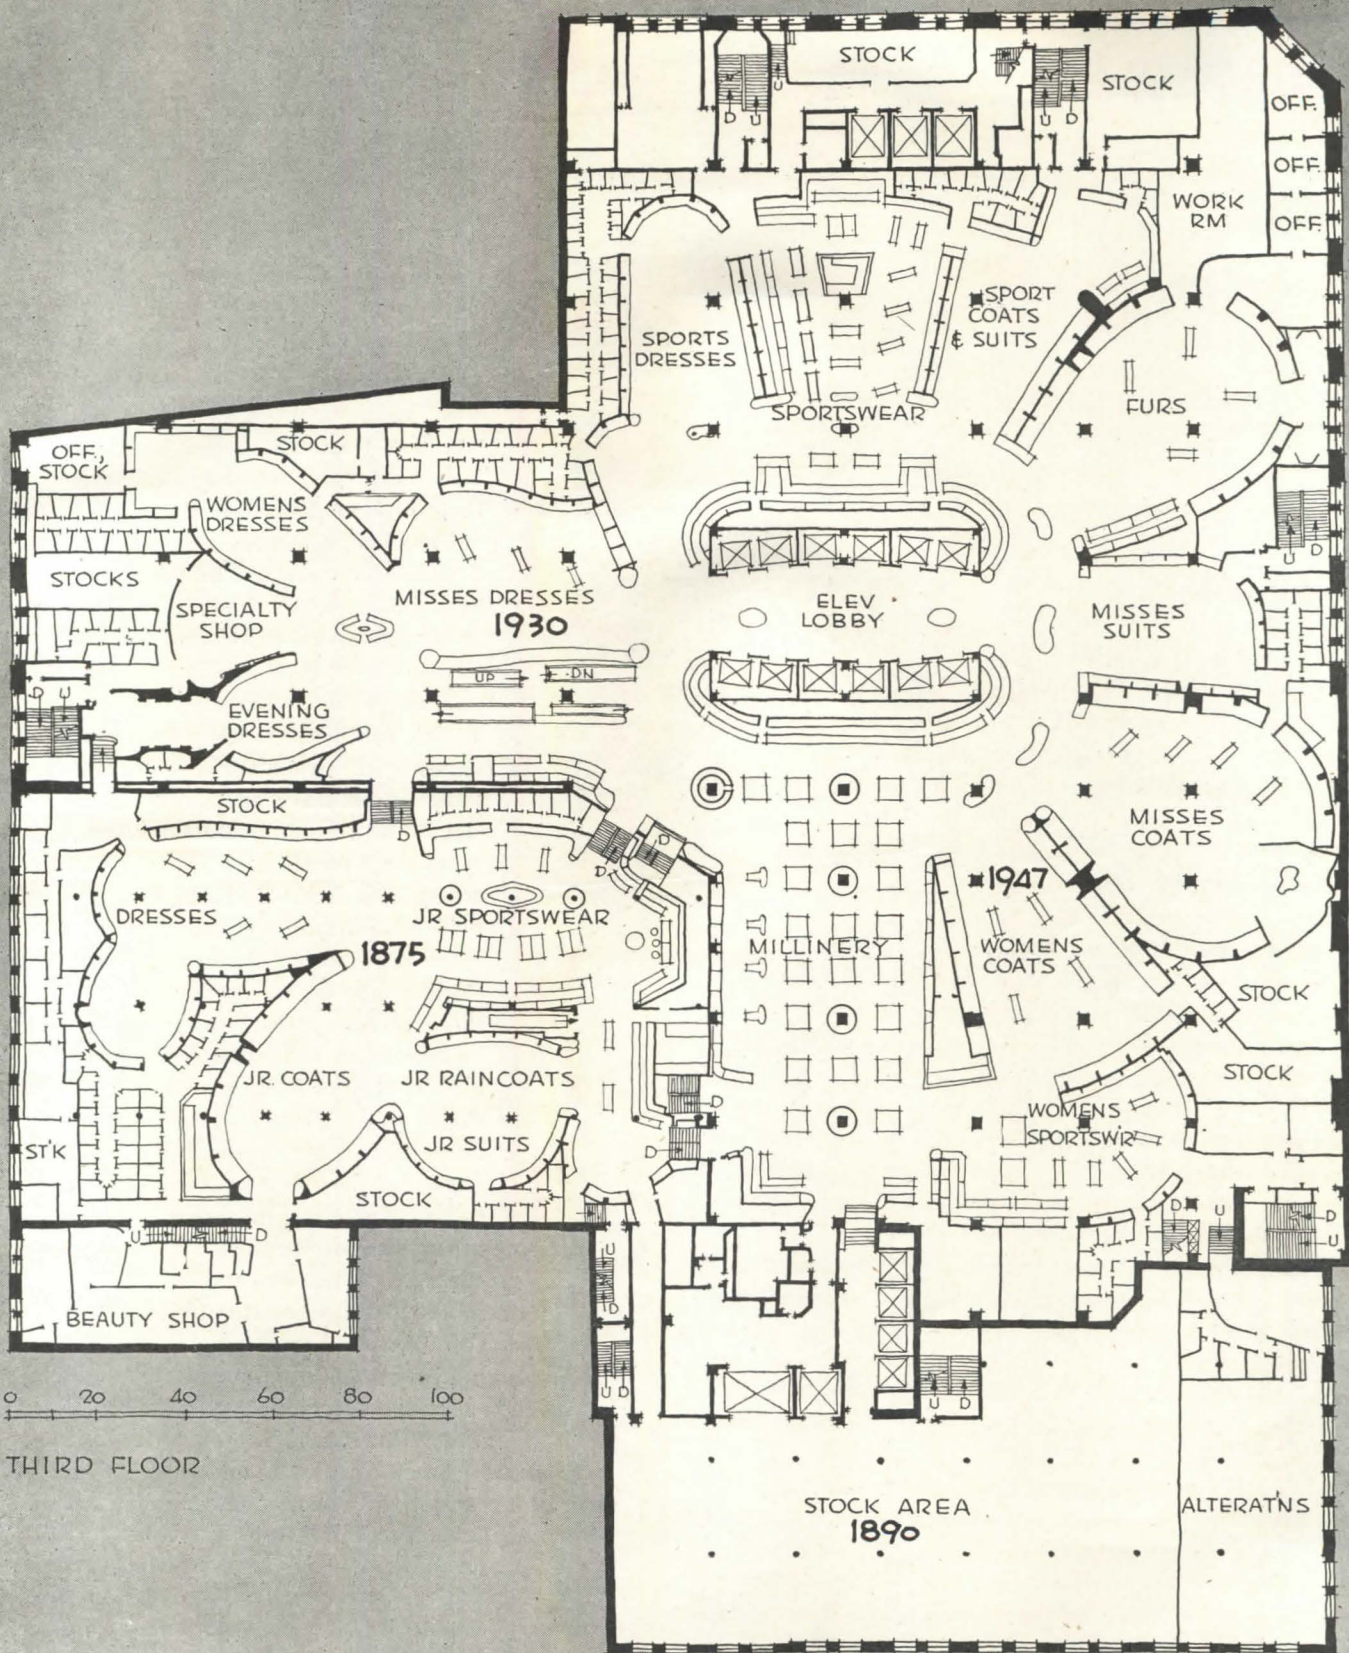 STOCK
STOCK
OFF.
OFF.
OFF.
D
U
U
U
D
WORK
RM
SPORT
COATS
& SUITS
SPORTS
DRESSES
SPORTSWEAR
FURS
OFF.,
STOCK
STOCK
WOMENS
DRESSES
STOCKS
SPECIALTY
SHOP
MISSES DRESSES
1930
ELEV
LOBBY
MISSES
SUITS
U
D
UP
DN
D
U
EVENING
DRESSES
STOCK
D
D
D
MISSES
COATS
1947
DRESSES
JR SPORTSWEAR
1875
MILLINERY
WOMENS
COATS
STOCK
STOCK
JR. COATS
JR RAINCOATS
D
D
WOMENS
SPORTSW'R
JR SUITS
ST'K
STOCK
U
D
D
U
D
U
D
D
U
D
U
BEAUTY SHOP
U
D
U
D
0 20 40 60 80 100
THIRD FLOOR
STOCK AREA
1890
ALTERAT'NS